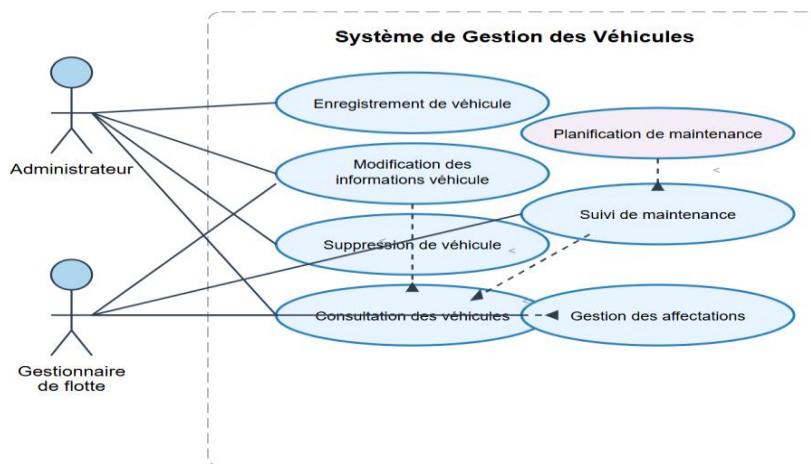 Système de Gestion des Véhicules
Administrateur
Enregistrement de véhicule
Planification de maintenance
<
Modification des
informations véhicule
Suivi de maintenance
<
Suppression de véhicule
<
Gestionnaire
de flotte
<
Consultation des véhicules
Gestion des affectations